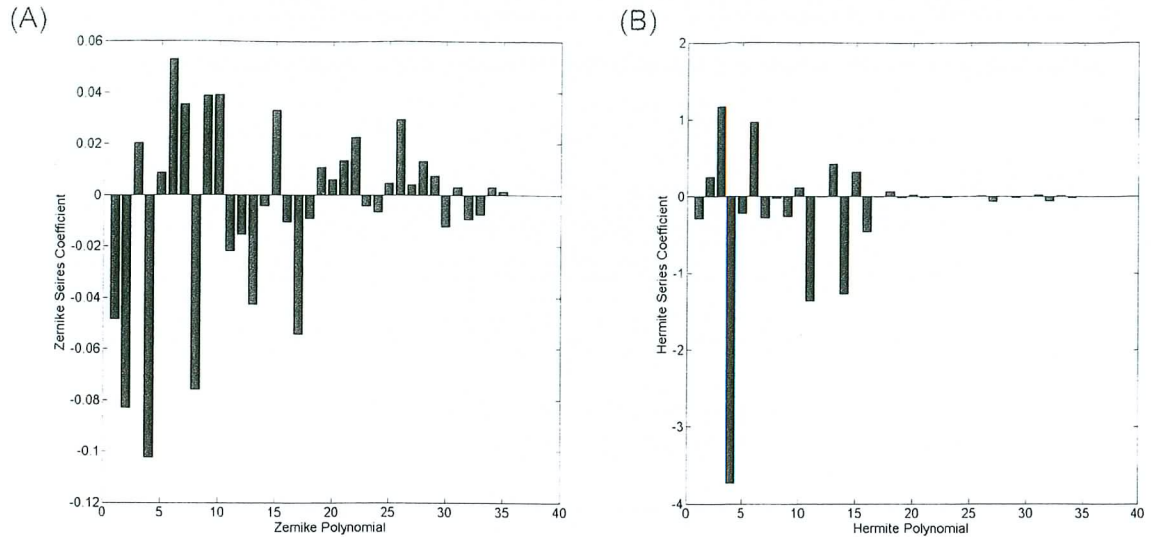 (A)
0.06
0.04
0.02
0
-0.02
-0.04
-0.06
-0.08
-0.1
-0.12
0 5 10 15 20 25 30 35 40
Zernike Seires Coefficient
Zernike Polynomial
(B)
2
1
0
-1
-2
-3
-4
0 5 10 15 20 25 30 35 40
Hermite Series Coefficient
Hermite Polynomial